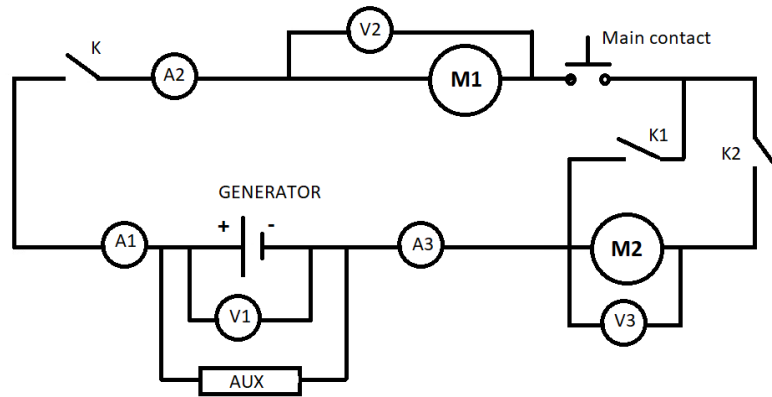 V2
K
Main contact
A2
M1
K1
K2
GENERATOR
+ -
A1
A3
M2
V1
V3
AUX